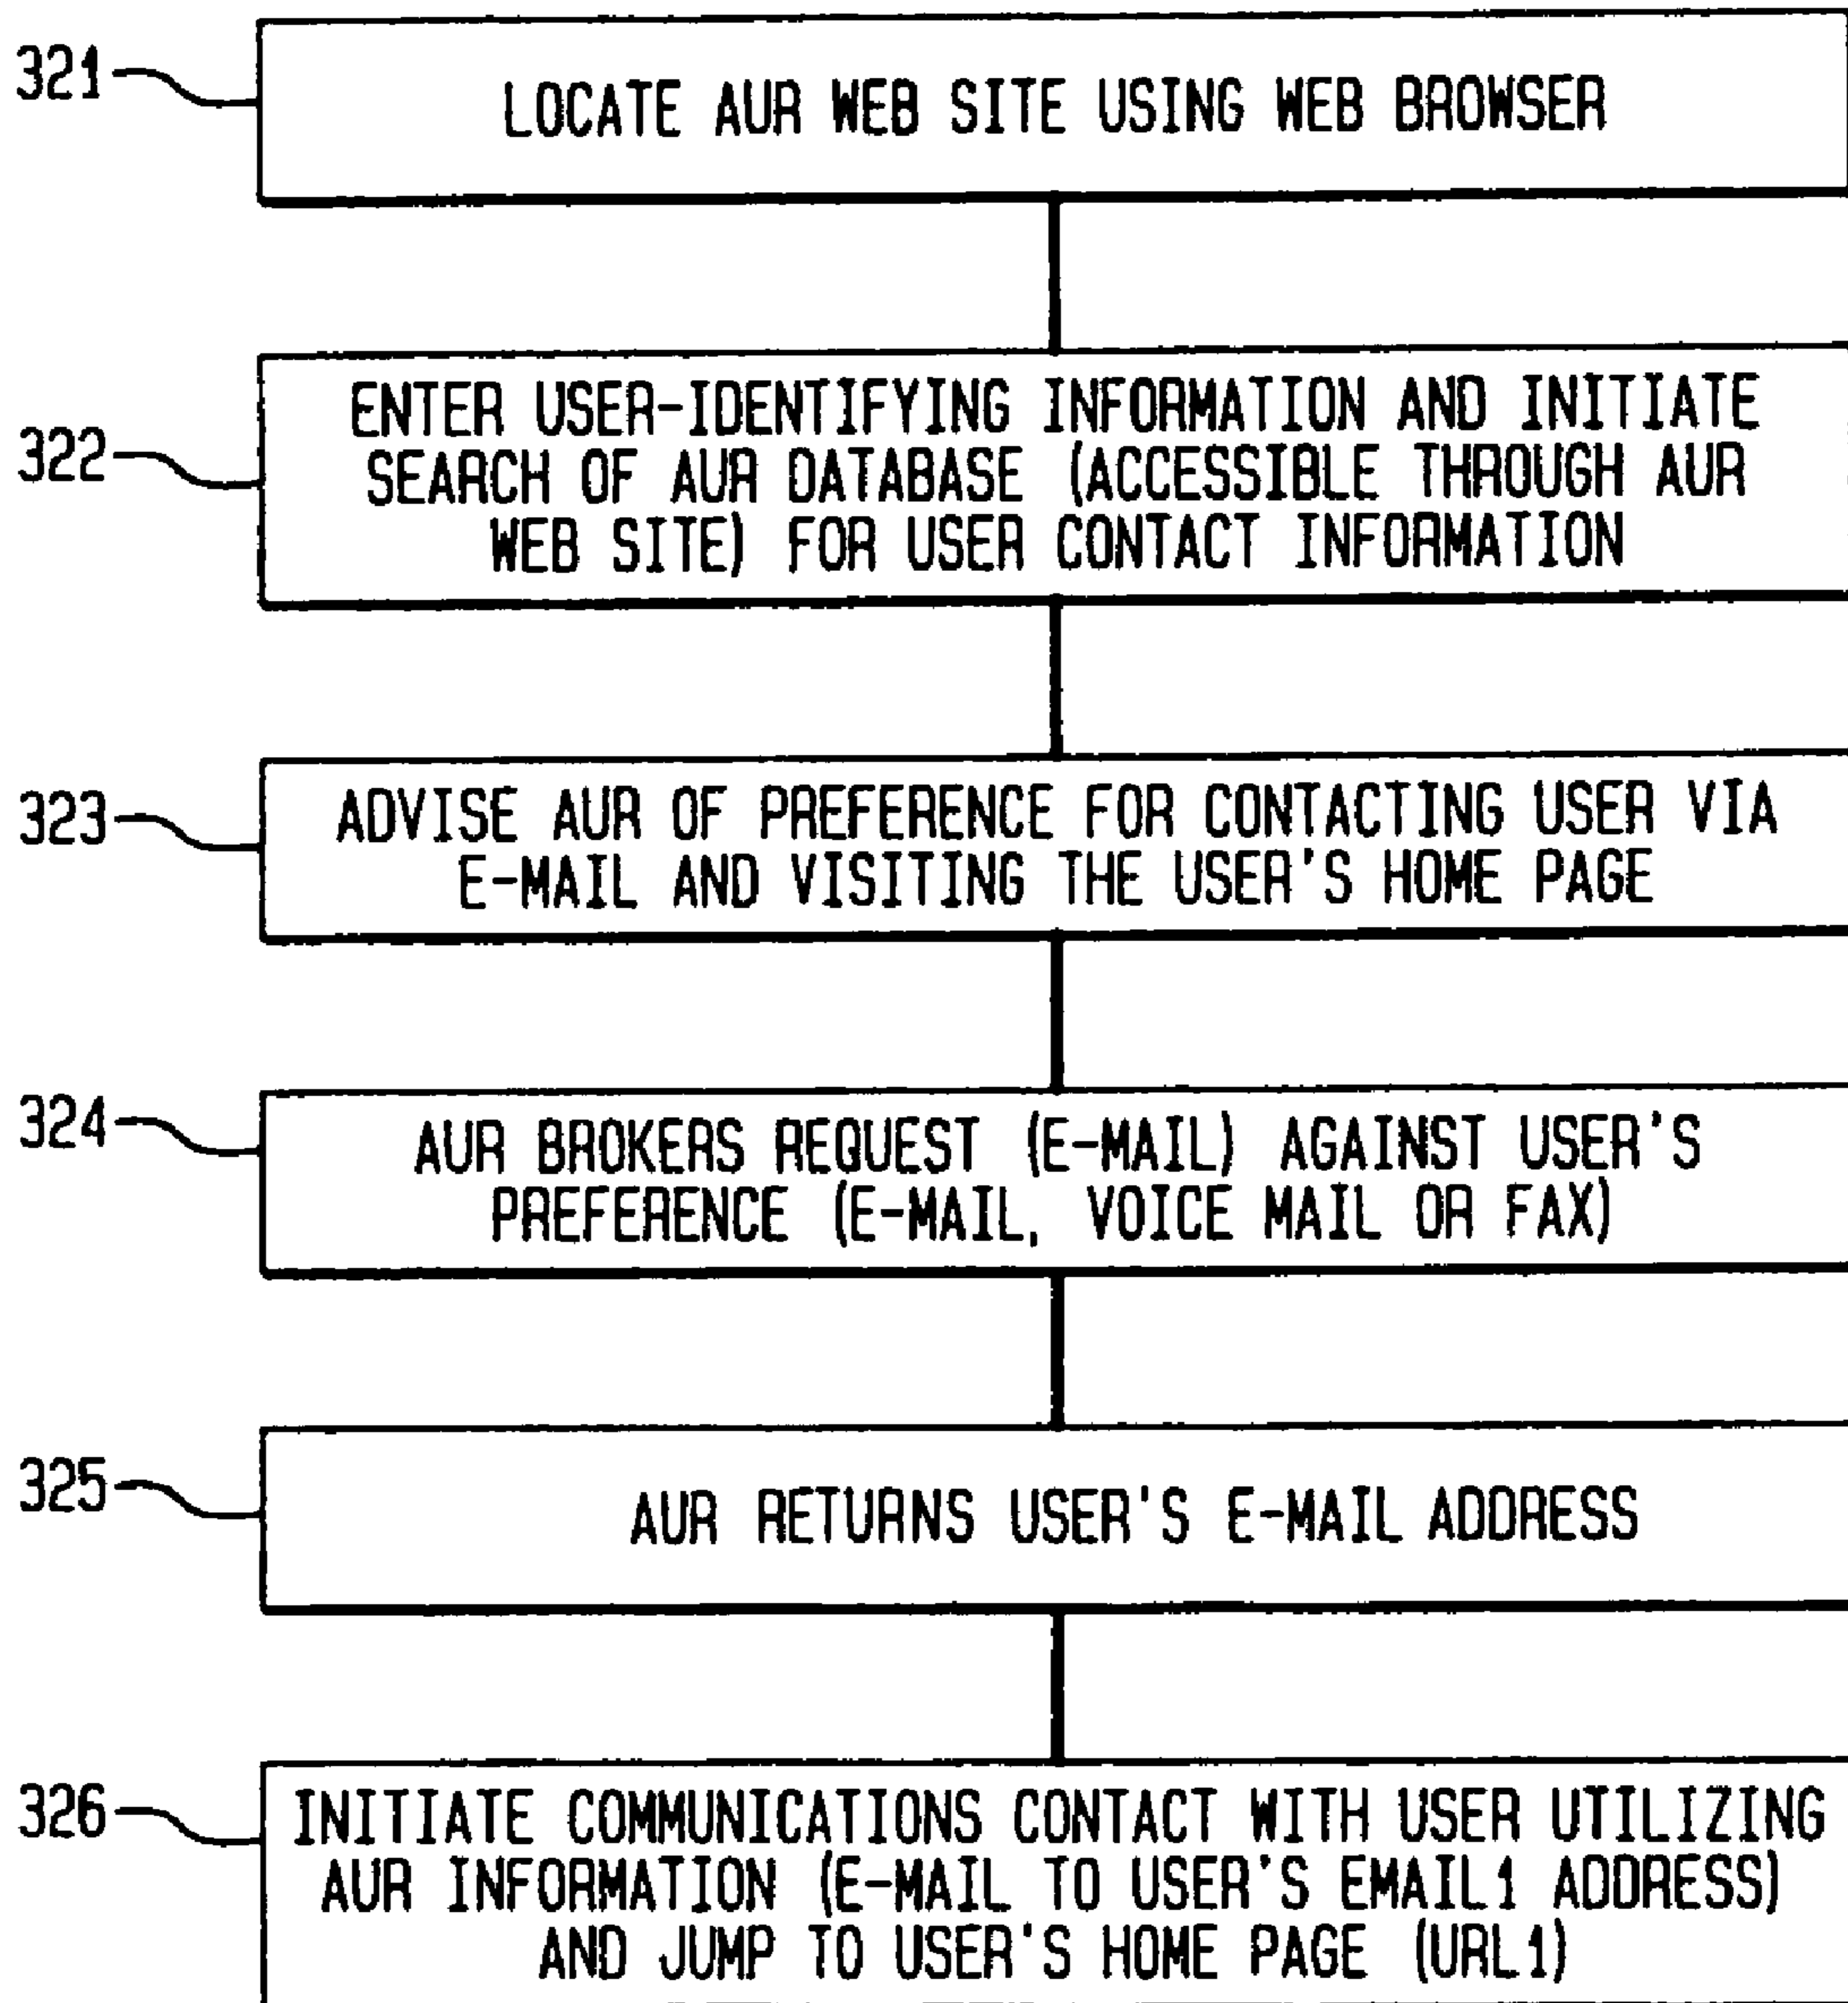 321
LOCATE AUR WEB SITE USING WEB BROWSER
322
ENTER USER-IDENTIFYING INFORMATION AND INITIATE
SEARCH OF AUR DATABASE (ACCESSIBLE THROUGH AUR
WEB SITE) FOR USER CONTACT INFORMATION
323
ADVISE AUR OF PREFERENCE FOR CONTACTING USER VIA
E-MAIL AND VISITING THE USER'S HOME PAGE
324
AUR BROKERS REQUEST (E-MAIL) AGAINST USER'S
PREFERENCE (E-MAIL, VOICE MAIL OR FAX)
325
AUR RETURNS USER'S E-MAIL ADDRESS
326
INITIATE COMMUNICATIONS CONTACT WITH USER UTILIZING
AUR INFORMATION (E-MAIL TO USER'S EMAIL1 ADDRESS)
AND JUMP TO USER'S HOME PAGE (URL1)